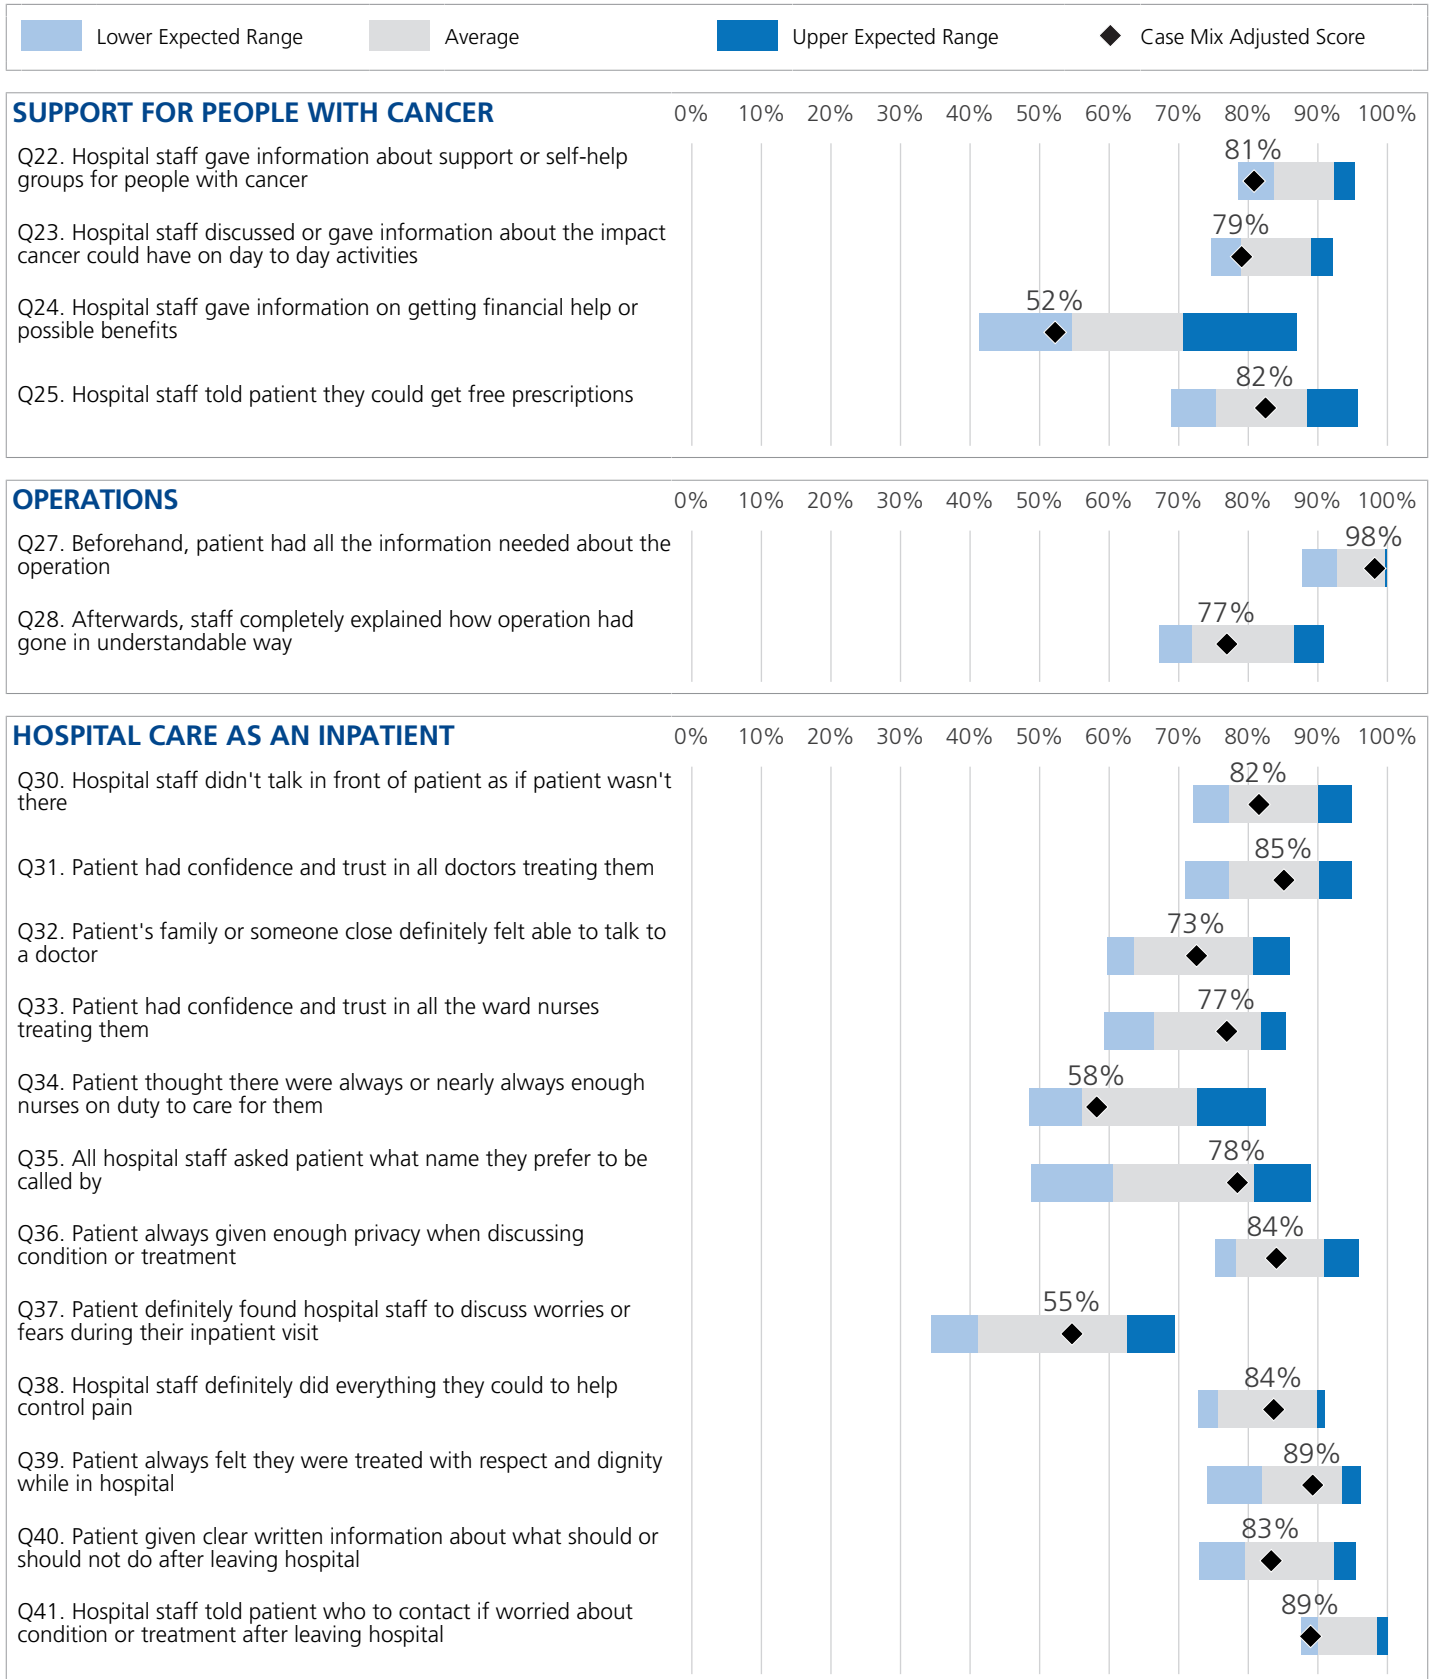 Lower Expected Range Average Upper Expected Range Case Mix Adjusted Score
SUPPORT FOR PEOPLE WITH CANCER 0% 10% 20% 30% 40% 50% 60% 70% 80% 90% 100%
Q22. Hospital staff gave information about support or self-help
groups for people with cancer
81%
Q23. Hospital staff discussed or gave information about the impact
cancer could have on day to day activities
79%
Q24. Hospital staff gave information on getting financial help or
possible benefits
52%
Q25. Hospital staff told patient they could get free prescriptions
82%
OPERATIONS 0% 10% 20% 30% 40% 50% 60% 70% 80% 90% 100%
Q27. Beforehand, patient had all the information needed about the
operation
98%
Q28. Afterwards, staff completely explained how operation had
gone in understandable way
77%
HOSPITAL CARE AS AN INPATIENT 0% 10% 20% 30% 40% 50% 60% 70% 80% 90% 100%
Q30. Hospital staff didn't talk in front of patient as if patient wasn't
there
82%
Q31. Patient had confidence and trust in all doctors treating them
85%
Q32. Patient's family or someone close definitely felt able to talk to
a doctor
73%
Q33. Patient had confidence and trust in all the ward nurses
treating them
77%
Q34. Patient thought there were always or nearly always enough
nurses on duty to care for them
58%
Q35. All hospital staff asked patient what name they prefer to be
called by
78%
Q36. Patient always given enough privacy when discussing
condition or treatment
84%
Q37. Patient definitely found hospital staff to discuss worries or
fears during their inpatient visit
55%
Q38. Hospital staff definitely did everything they could to help
control pain
84%
Q39. Patient always felt they were treated with respect and dignity
while in hospital
89%
Q40. Patient given clear written information about what should or
should not do after leaving hospital
83%
Q41. Hospital staff told patient who to contact if worried about
condition or treatment after leaving hospital
89%